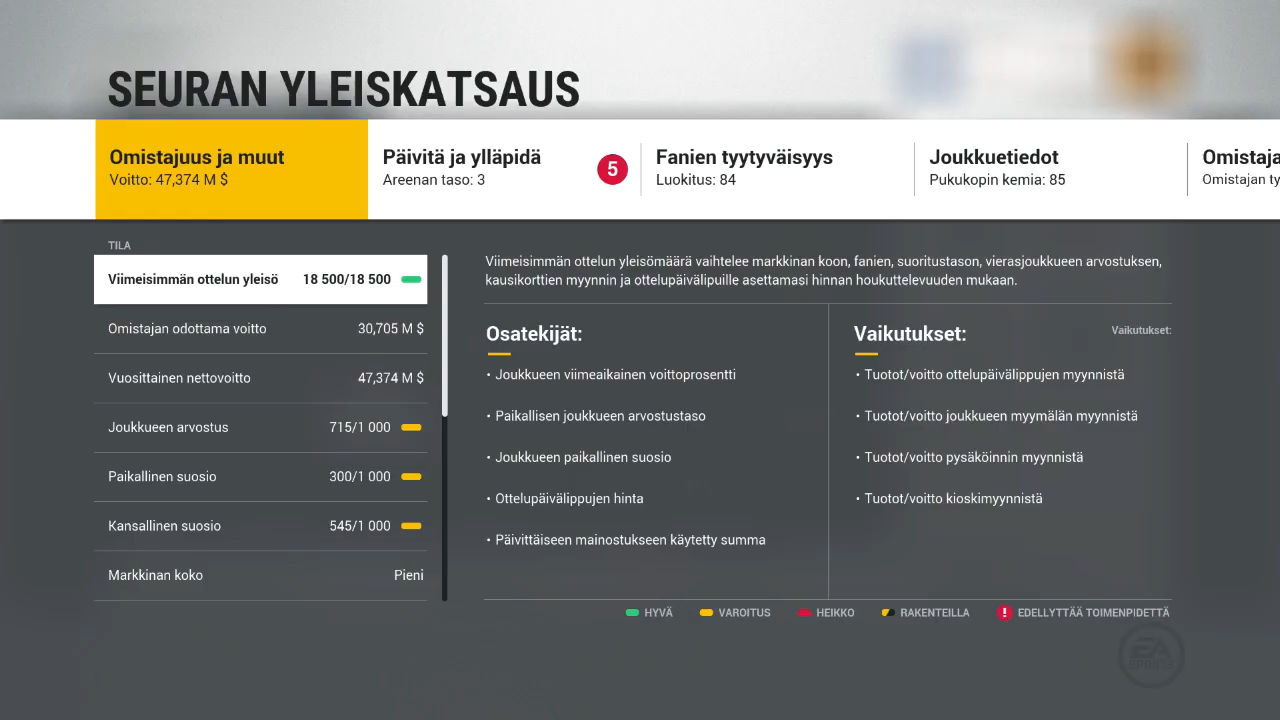 SEURAN YLEISKATSAUS
Omistajuus ja muut
Voitto: 47,374 M $
Päivitä ja ylläpidä
Areenan taso: 3
5
Fanien tyytyväisyys
Luokitus: 84
Joukkuetiedot
Pukukopin kemia: 85
Omistaja
Omistajan ty
TILA
Viimeisimmän ottelun yleisö 18 500/18 500
Omistajan odottama voitto 30,705 M $
Vuosittainen nettovoitto 47,374 M $
Joukkueen arvostus 715/1 000
Paikallinen suosio 300/1 000
Kansallinen suosio 545/1 000
Markkinan koko Pieni
Viimeisimmän ottelun yleisömäärä vaihtelee markkinan koon, fanien, suoritustason, vierasjoukkueen arvostuksen,
kausikorttien myynnin ja ottelupäivälipuille asettamasi hinnan houkuttelevuuden mukaan.
Osatekijät:
• Joukkueen viimeaikainen voittoprosentti
• Paikallisen joukkueen arvostustaso
• Joukkueen paikallinen suosio
• Ottelupäivälippujen hinta
• Päivittäiseen mainostukseen käytetty summa
Vaikutukset:
Vaikutukset:
• Tuotot/voitto ottelupäivälippujen myynnistä
• Tuotot/voitto joukkueen myymälän myynnistä
• Tuotot/voitto pysäköinnin myynnistä
• Tuotot/voitto kioskimyynnistä
HYVÄ VAROITUS HEIKKO RAKENTEILLA ! EDELLYTTÄÄ TOIMENPIDETTÄ
EA
SPORTS